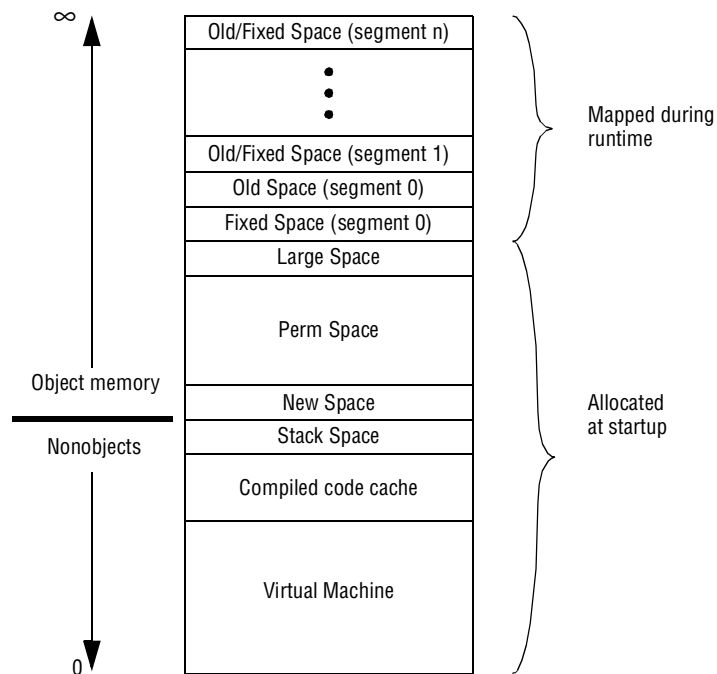 ∞
Old/Fixed Space (segment n)
Old/Fixed Space (segment 1)
Old Space (segment 0)
Fixed Space (segment 0)
Large Space
Perm Space
New Space
Stack Space
Compiled code cache
Virtual Machine
Object memory
Nonobjects
0
Mapped during
runtime
Allocated
at startup